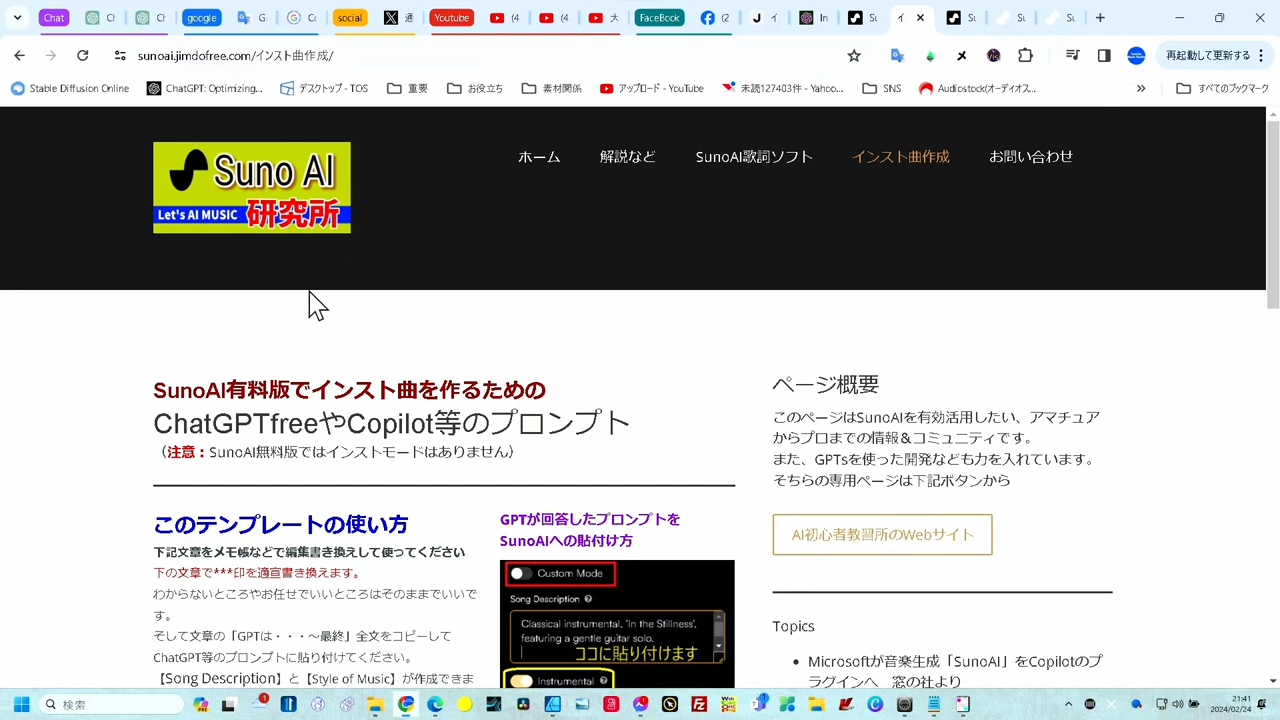 Chat
google
social
Youtube
FaceBook
sunoai.jimdofree.com/インスト曲作成/
再起動して更新する
Stable Diffusion Online
ChatGPT: Optimizing...
デスクトップ - TOS
重要
お役立ち
素材関係
アップロード - YouTube
未読127403件 - Yahoo...
SNS
Audiostock(オーディオス...
すべてのブックマーク
Suno AI
Let's AI MUSIC 研究所
ホーム
解説など
SunoAI歌詞ソフト
インスト曲作成
お問い合わせ
SunoAI有料版でインスト曲を作るための
ChatGPTfreeやCopilot等のプロンプト
（注意：SunoAI無料版ではインストモードはありません）
このテンプレートの使い方
下記文章をメモ帳などで編集書き換えして使ってください
下の文章で***印を適宜書き換えます。
わからないところやお任せでいいところはそのままでいいで
す。
そして文章の「GPTは・・・～最終」全文をコピーして
ChatGPT等のプロンプトに貼り付けてください。
【Song Description】と【Style of Music】が作成できま
GPTが回答したプロンプトを
SunoAIへの貼付け方
Custom Mode
Song Description
Classical instrumental, 'In the Stillness',
featuring a gentle guitar solo.
ココに貼り付けます
Instrumental
ページ概要
このページはSunoAIを有効活用したい、アマチュア
からプロまでの情報＆コミュニティです。
また、GPTsを使った開発なども力を入れています。
そちらの専用ページは下記ボタンから
AI初心者教習所のWebサイト
Topics
Microsoftが音楽生成「SunoAI」をCopilotのプ
ラグインへ　窓の社より
検索
21:41
2024/02/24